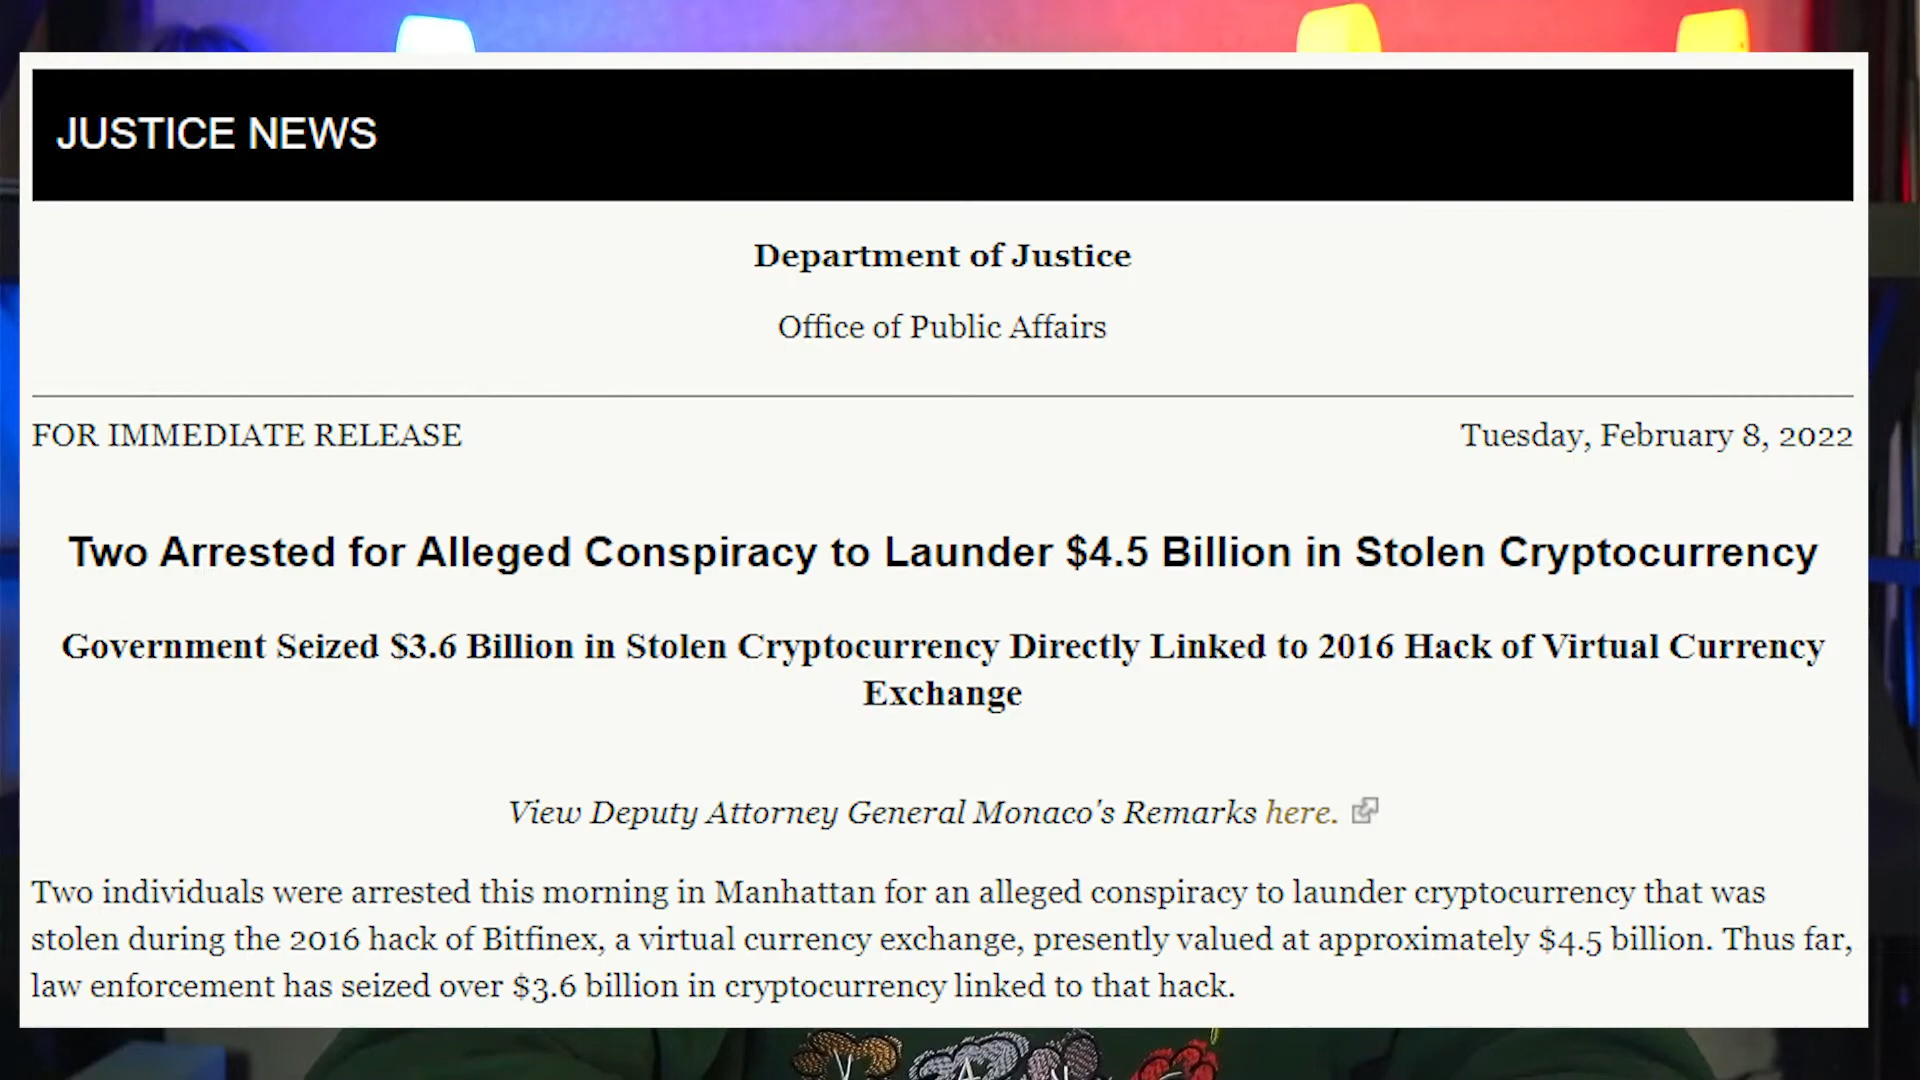 JUSTICE NEWS
Department of Justice
Office of Public Affairs
FOR IMMEDIATE RELEASE
Tuesday, February 8, 2022
Two Arrested for Alleged Conspiracy to Launder $4.5 Billion in Stolen Cryptocurrency
Government Seized $3.6 Billion in Stolen Cryptocurrency Directly Linked to 2016 Hack of Virtual Currency
Exchange
View Deputy Attorney General Monaco's Remarks here.
Two individuals were arrested this morning in Manhattan for an alleged conspiracy to launder cryptocurrency that was
stolen during the 2016 hack of Bitfinex, a virtual currency exchange, presently valued at approximately $4.5 billion. Thus far,
law enforcement has seized over $3.6 billion in cryptocurrency linked to that hack.